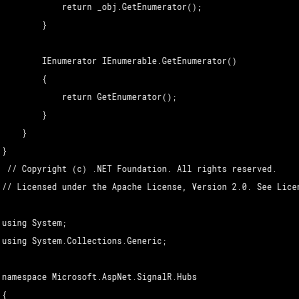 return _obj.GetEnumerator();
}
IEnumerator IEnumerable.GetEnumerator()
{
return GetEnumerator();
}
}
}
// Copyright (c) .NET Foundation. All rights reserved.
// Licensed under the Apache License, Version 2.0. See
using System;
using System.Collections.Generic;
namespace Microsoft.AspNet.SignalR.Hubs
{